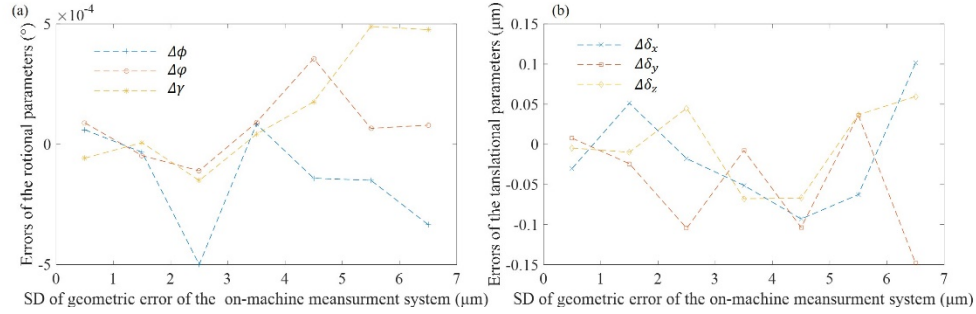 (a)
×10⁻⁴
5
0
-5
Errors of the rotional parameters (°)
Δϕ
Δφ
Δγ
0 1 2 3 4 5 6 7
SD of geometric error of the on-machine meansurment system (μm)
(b)
0.15
0.1
0.05
0
-0.05
-0.1
-0.15
Errors of the tanslational parameters (μm)
Δδx
Δδy
Δδz
0 1 2 3 4 5 6 7
SD of geometric error of the on-machine meansurment system (μm)